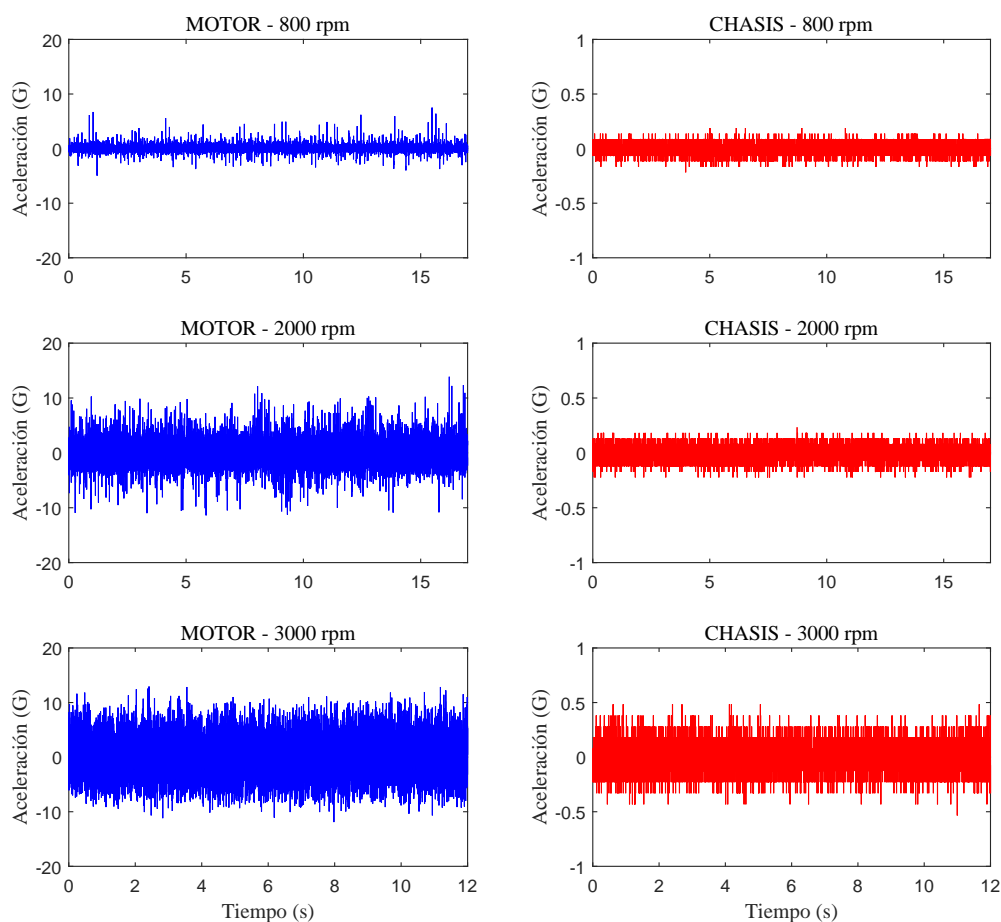 MOTOR - 800 rpm
20
10
0
-10
-20
Aceleración (G)
0 5 10 15
CHASIS - 800 rpm
1
0.5
0
-0.5
-1
Aceleración (G)
0 5 10 15
MOTOR - 2000 rpm
20
10
0
-10
-20
Aceleración (G)
0 5 10 15
CHASIS - 2000 rpm
1
0.5
0
-0.5
-1
Aceleración (G)
0 5 10 15
MOTOR - 3000 rpm
20
10
0
-10
-20
Aceleración (G)
0 2 4 6 8 10 12
Tiempo (s)
CHASIS - 3000 rpm
1
0.5
0
-0.5
-1
Aceleración (G)
0 2 4 6 8 10 12
Tiempo (s)